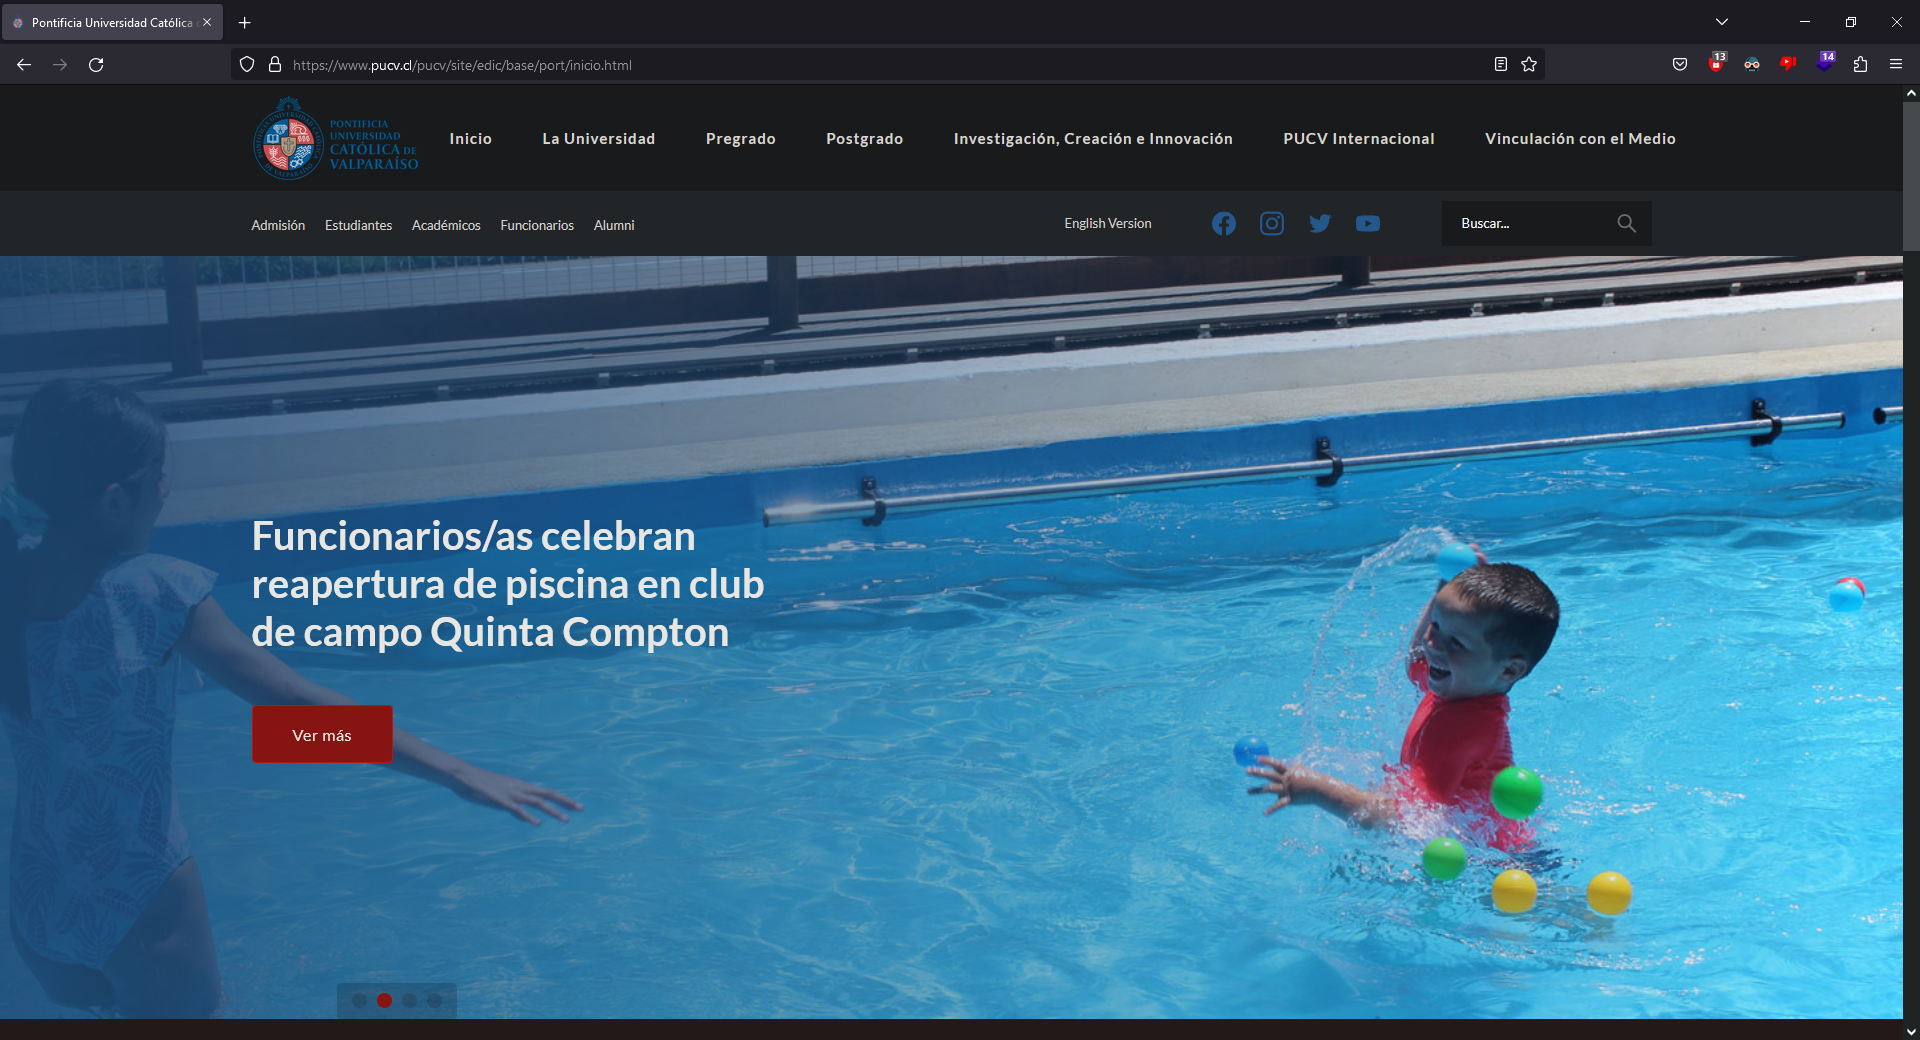 Pontificia Universidad Católica
https://www.pucv.cl/pucv/site/edic/base/port/inicio.html
13
14
PONTIFICIA
UNIVERSIDAD
CATÓLICA DE
VALPARAÍSO
Inicio
La Universidad
Pregrado
Postgrado
Investigación, Creación e Innovación
PUCV Internacional
Vinculación con el Medio
Admisión
Estudiantes
Académicos
Funcionarios
Alumni
English Version
Buscar...
Funcionarios/as celebran
reapertura de piscina en club
de campo Quinta Compton
Ver más